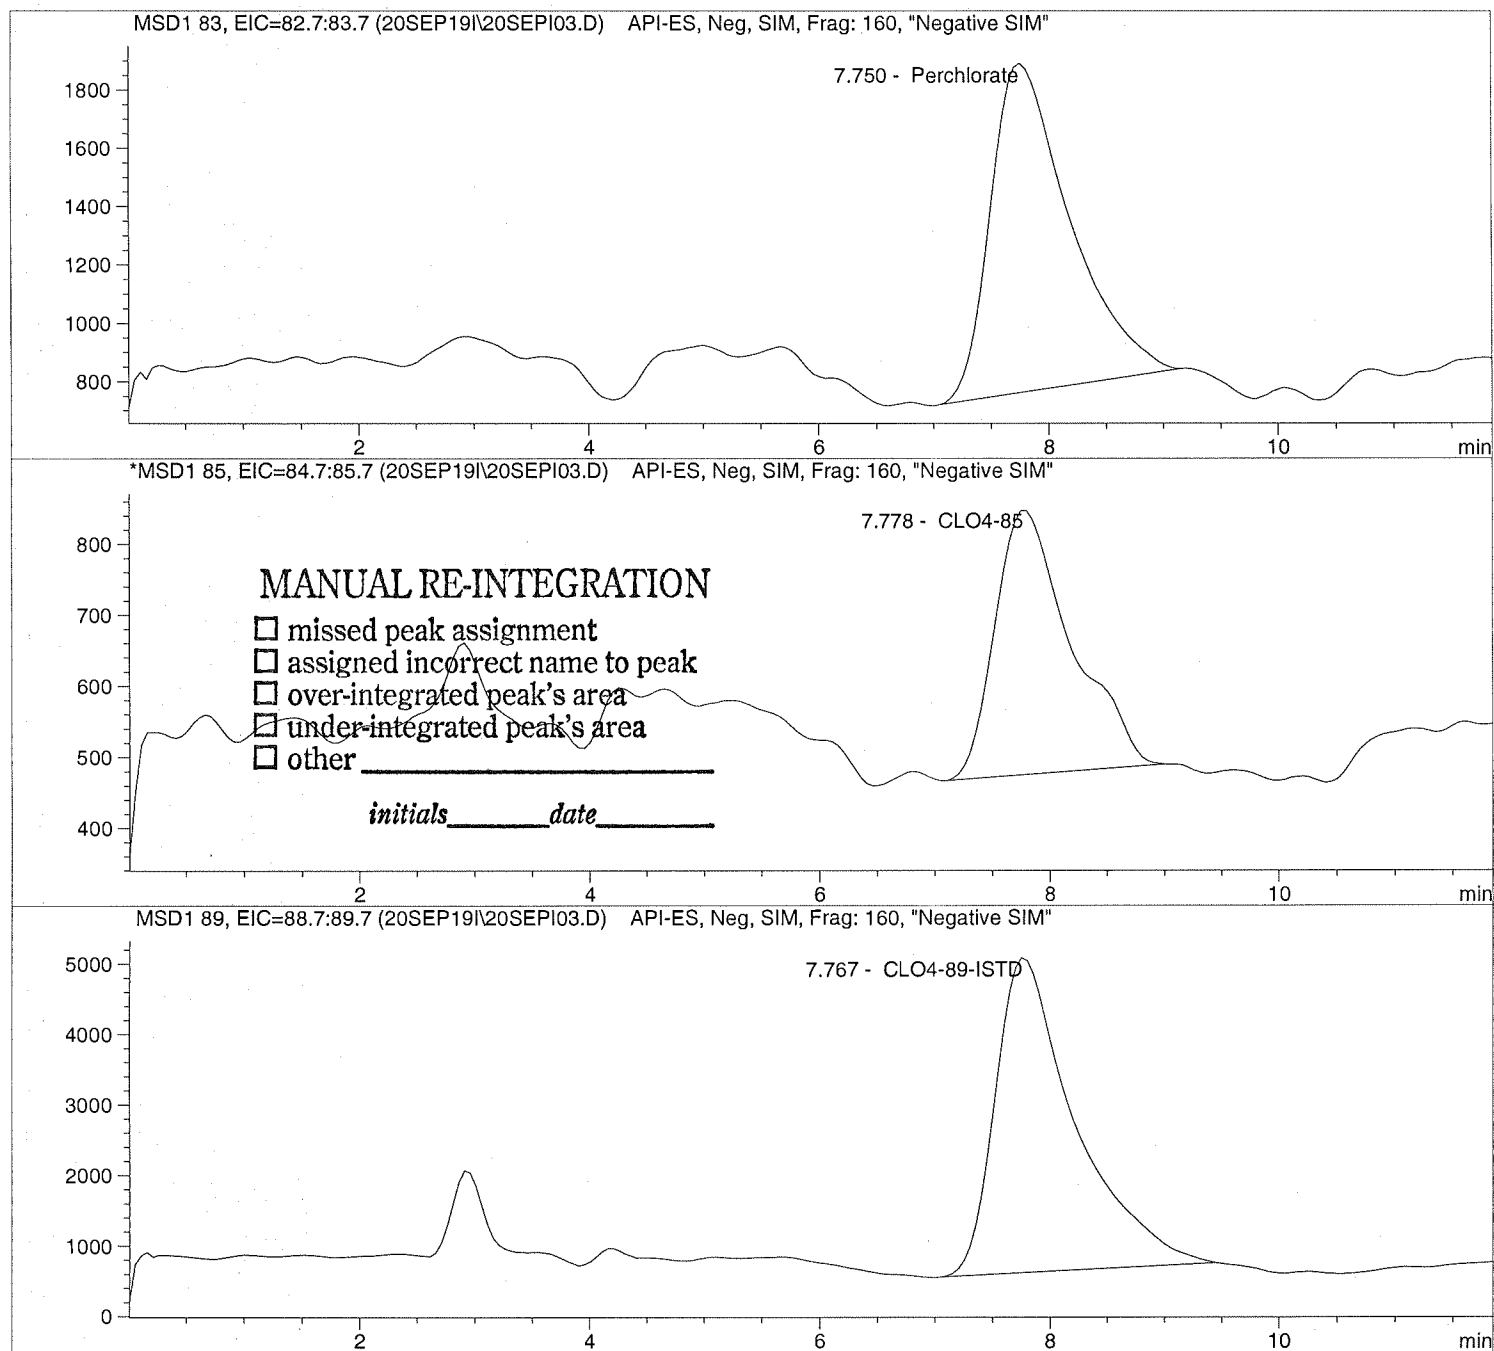 MSD1 83, EIC=82.7:83.7 (20SEP19I\20SEPI03.D) API-ES, Neg, SIM, Frag: 160, "Negative SIM"
7.750 - Perchlorate
1800
1600
1400
1200
1000
800
2 4 6 8 10 min
*MSD1 85, EIC=84.7:85.7 (20SEP19I\20SEPI03.D) API-ES, Neg, SIM, Frag: 160, "Negative SIM"
7.778 - CLO4-85
800
700
600
500
400
MANUAL RE-INTEGRATION
☐ missed peak assignment
☐ assigned incorrect name to peak
☐ over-integrated peak's area
☐ under-integrated peak's area
☐ other
initials date
2 4 6 8 10 min
MSD1 89, EIC=88.7:89.7 (20SEP19I\20SEPI03.D) API-ES, Neg, SIM, Frag: 160, "Negative SIM"
7.767 - CLO4-89-ISTD
5000
4000
3000
2000
1000
0
2 4 6 8 10 min